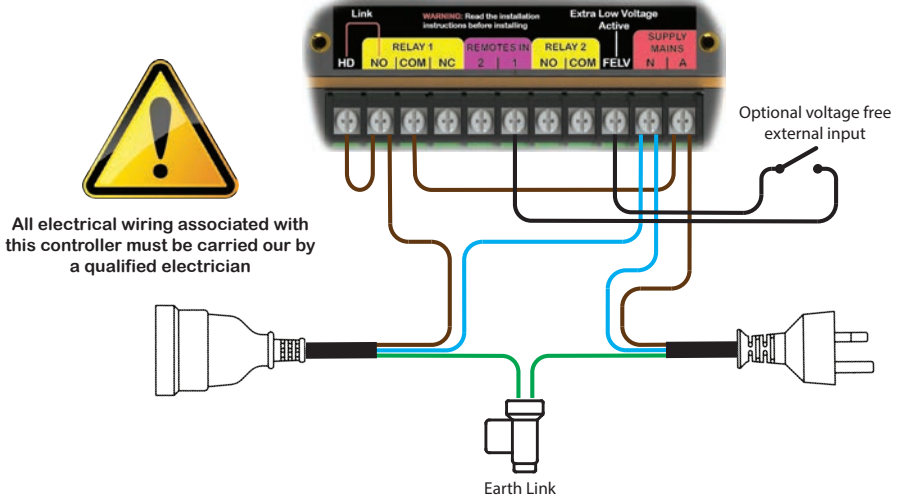 Link
WARNING: Read the installation
instructions before installing
Extra Low Voltage
Active
RELAY 1
REMOTES IN
RELAY 2
SUPPLY
MAINS
HD NO | COM | NC 2 | 1 NO | COM FELV N | A
Optional voltage free
external input
All electrical wiring associated with
this controller must be carried our by
a qualified electrician
Earth Link